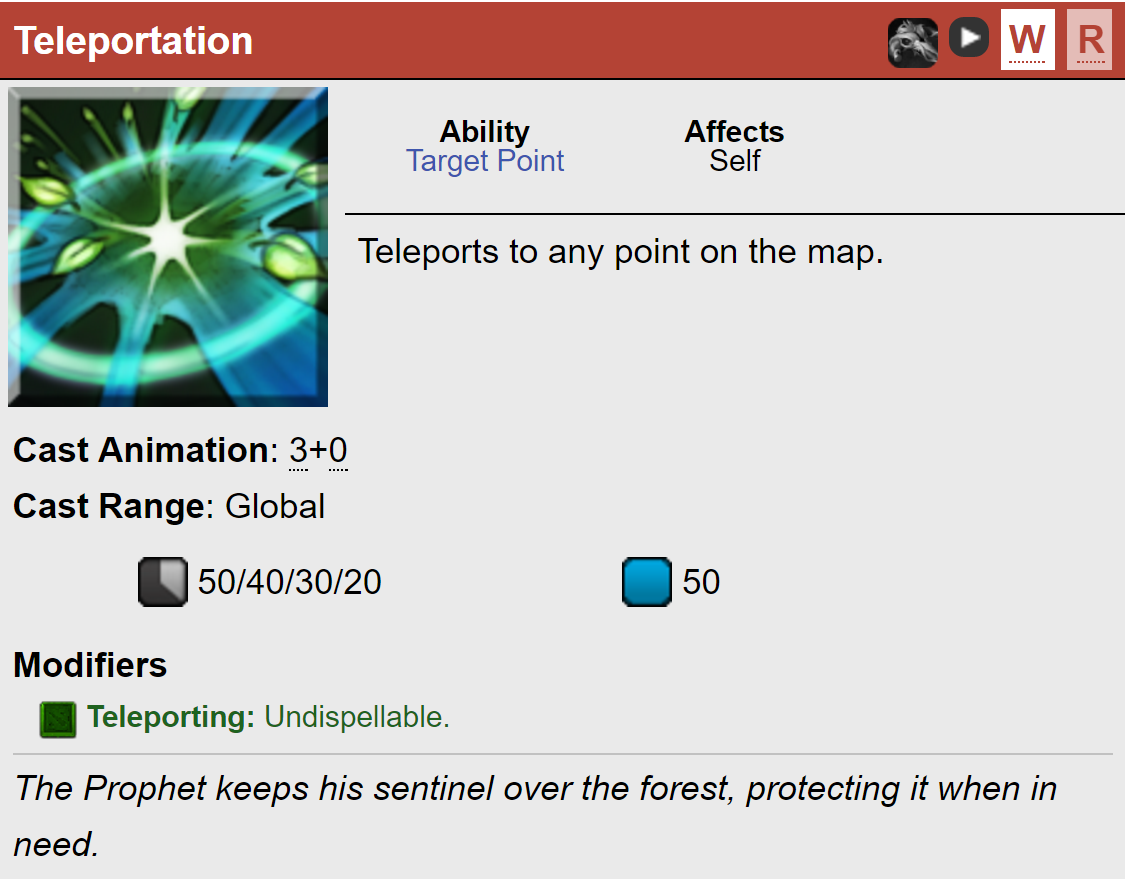 Teleportation W R
Ability Affects
Target Point Self
Teleports to any point on the map.
Cast Animation: 3+0
Cast Range: Global
50/40/30/20 50
Modifiers
Teleporting: Undispellable.
The Prophet keeps his sentinel over the forest, protecting it when in
need.